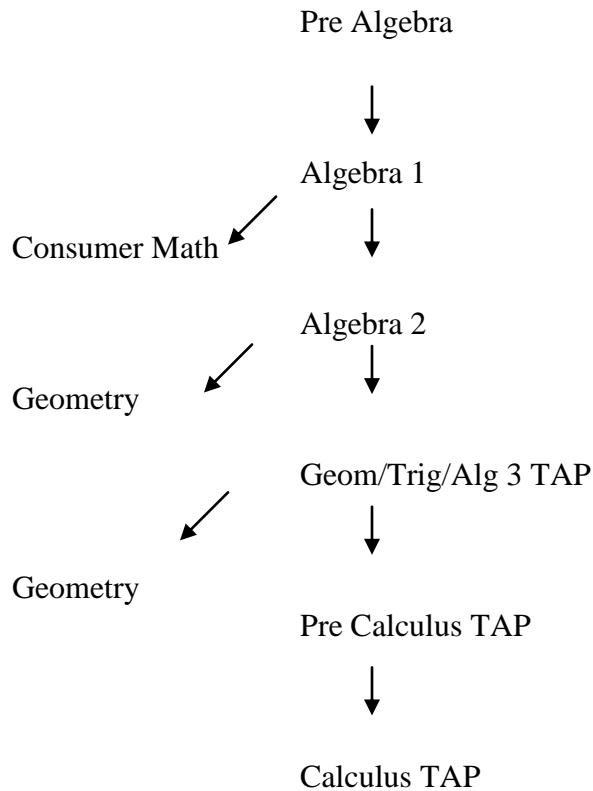 Pre Algebra
Algebra 1
Consumer Math
Algebra 2
Geometry
Geom/Trig/Alg 3 TAP
Geometry
Pre Calculus TAP
Calculus TAP